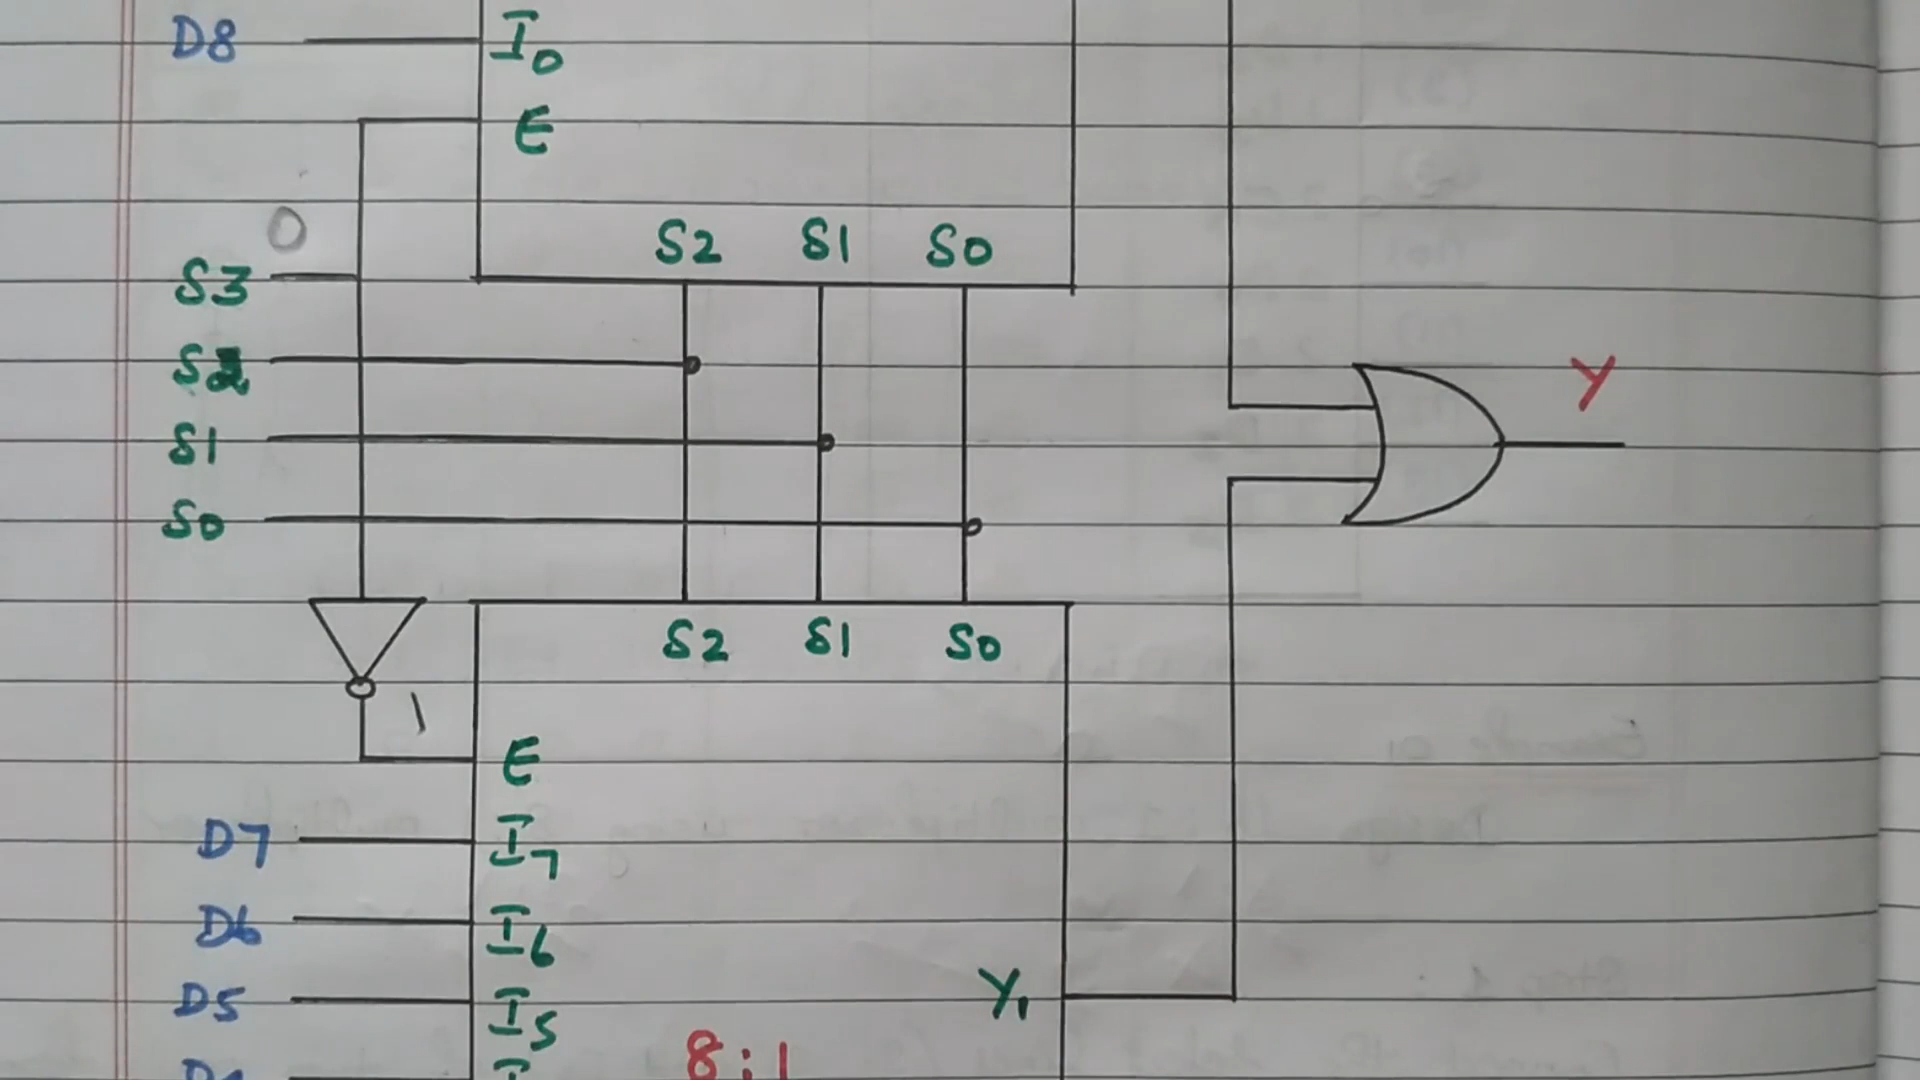 D8 I0
E
0
S2 S1 S0
S3
S2
Y
S1
S0
S2 S1 S0
1
E
D7 I7
D6 I6
D5 I5
Y1
8:1